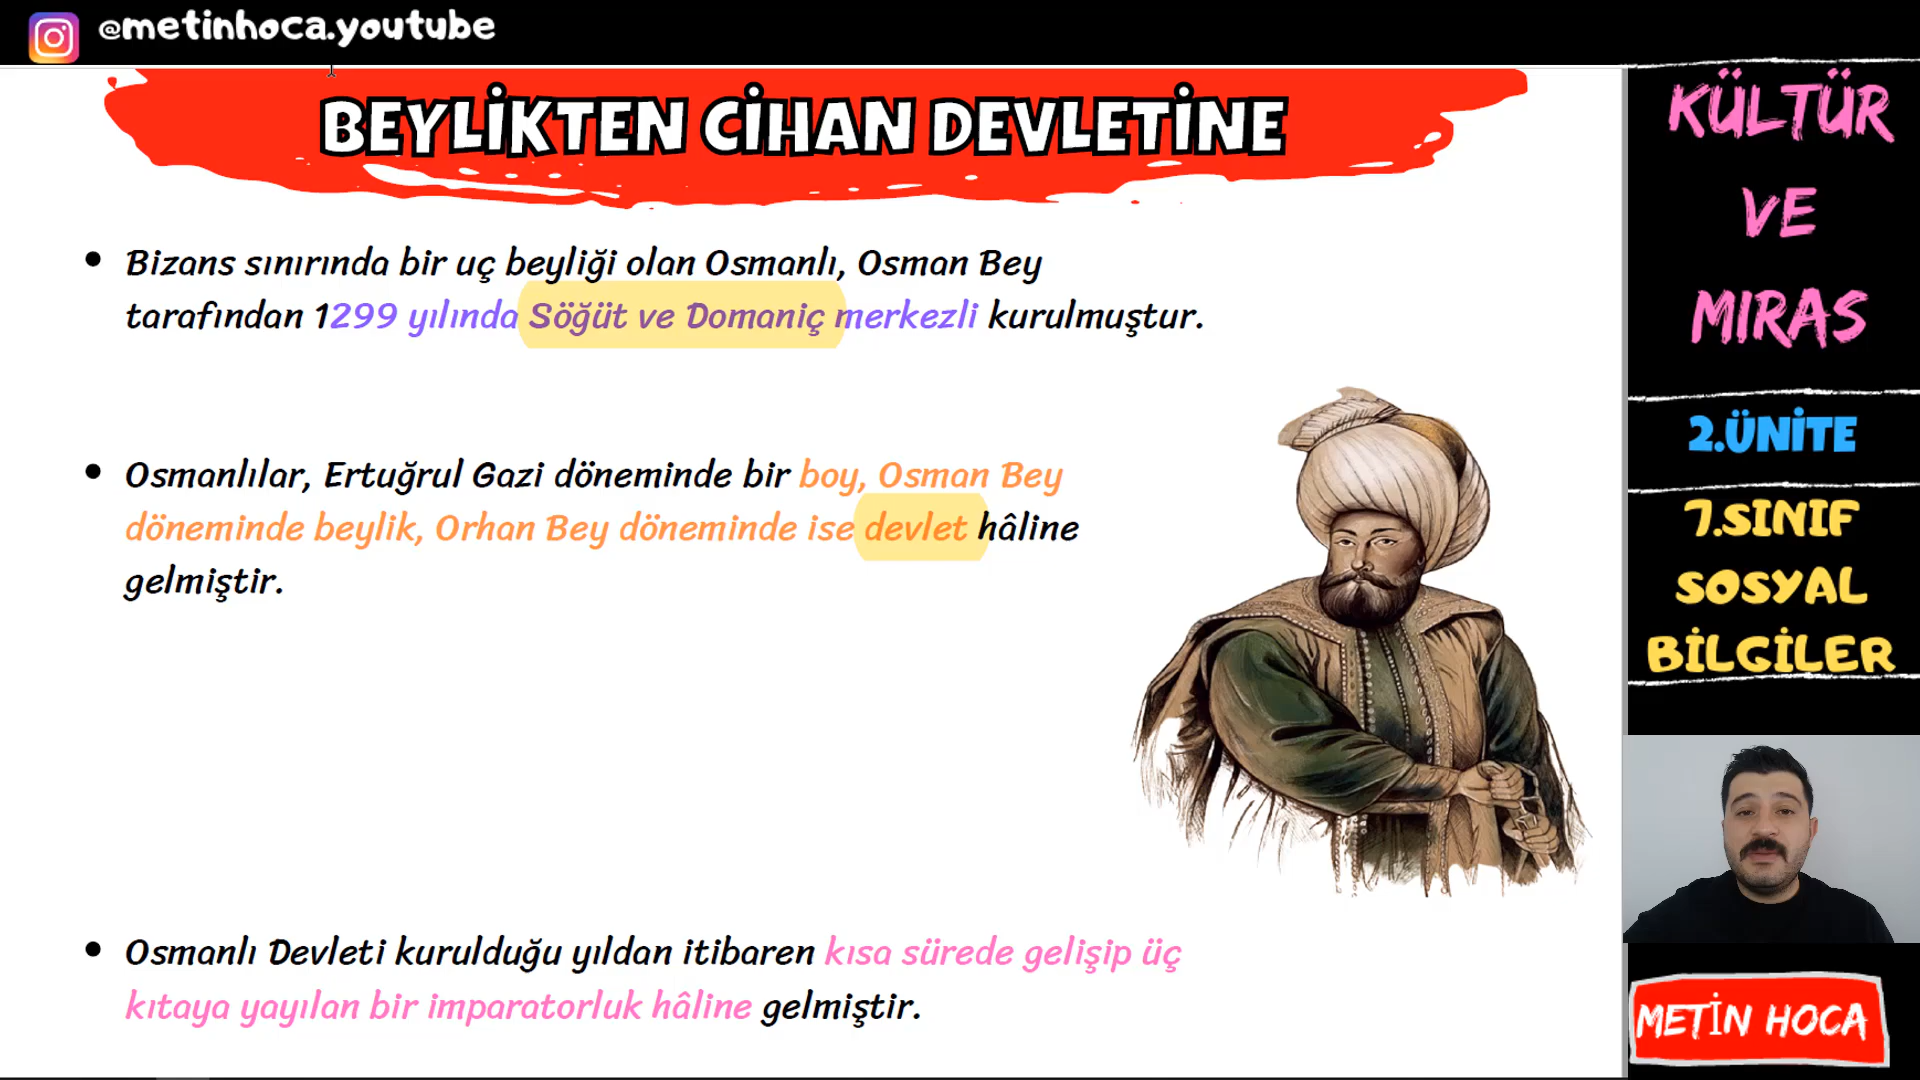 @metinhoca.youtube
BEYLİKTEN CİHAN DEVLETİNE
• Bizans sınırında bir uç beyliği olan Osmanlı, Osman Bey
tarafından 1299 yılında Söğüt ve Domaniç merkezli kurulmuştur.
• Osmanlılar, Ertuğrul Gazi döneminde bir boy, Osman Bey
döneminde beylik, Orhan Bey döneminde ise devlet hâline
gelmiştir.
• Osmanlı Devleti kurulduğu yıldan itibaren kısa sürede gelişip üç
kıtaya yayılan bir imparatorluk hâline gelmiştir.
KÜLTÜR
VE
MIRAS
2.ÜNİTE
7.SINIF
SOSYAL
BİLGİLER
METİN HOCA